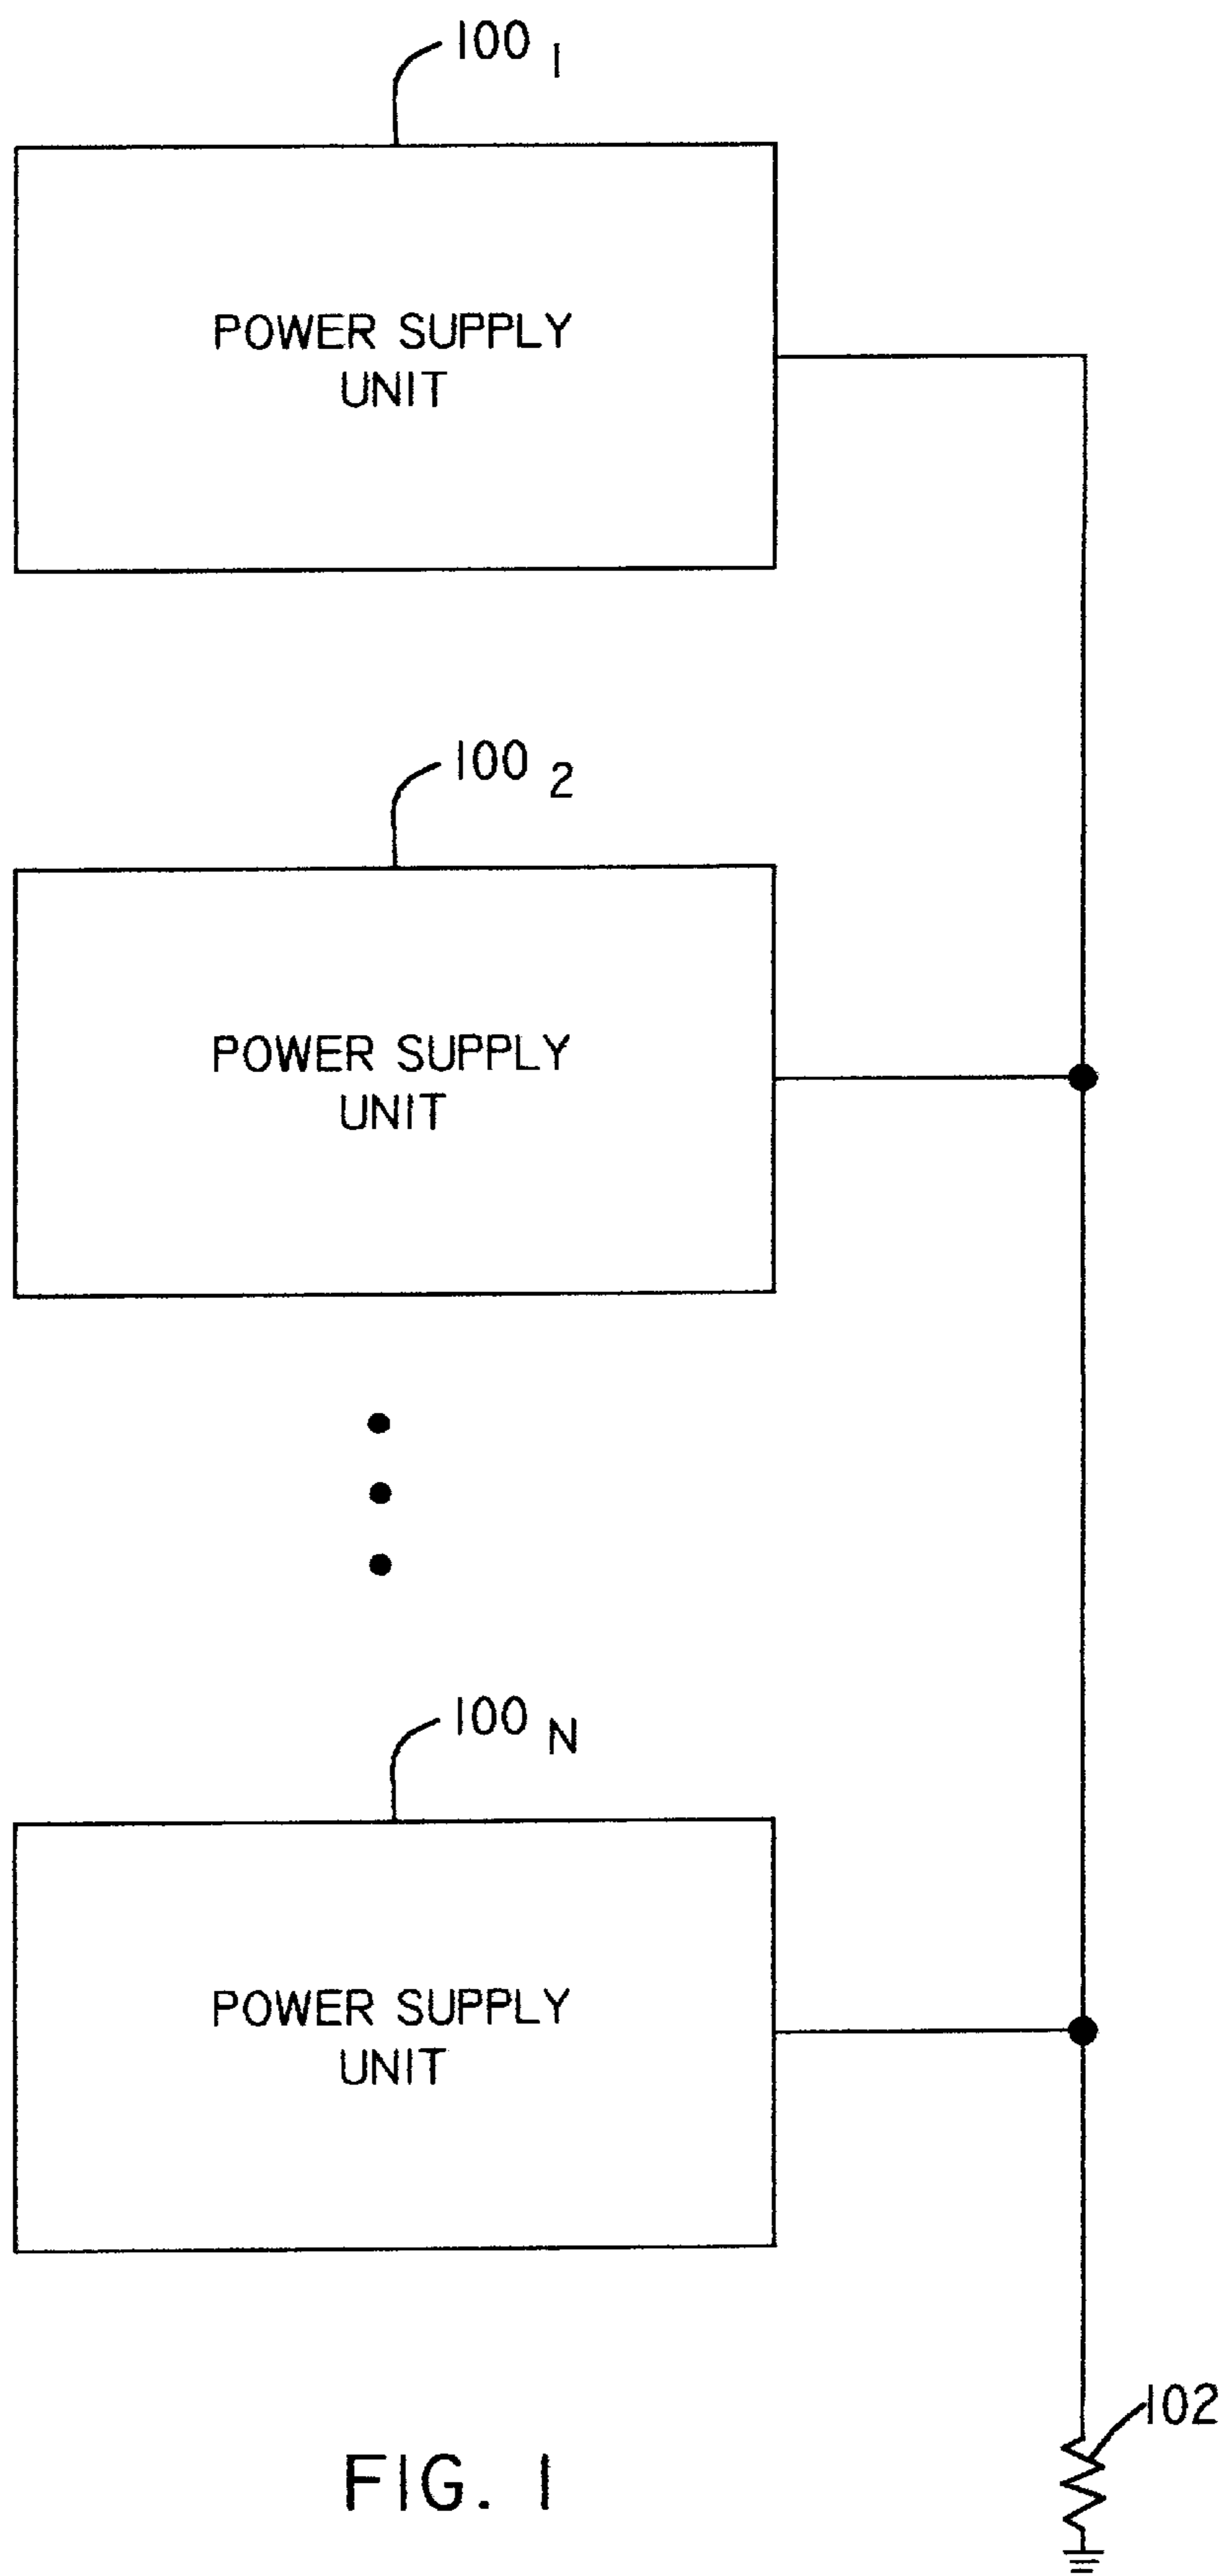 100 1
POWER SUPPLY
UNIT
100 2
POWER SUPPLY
UNIT
100 N
POWER SUPPLY
UNIT
102
FIG. 1